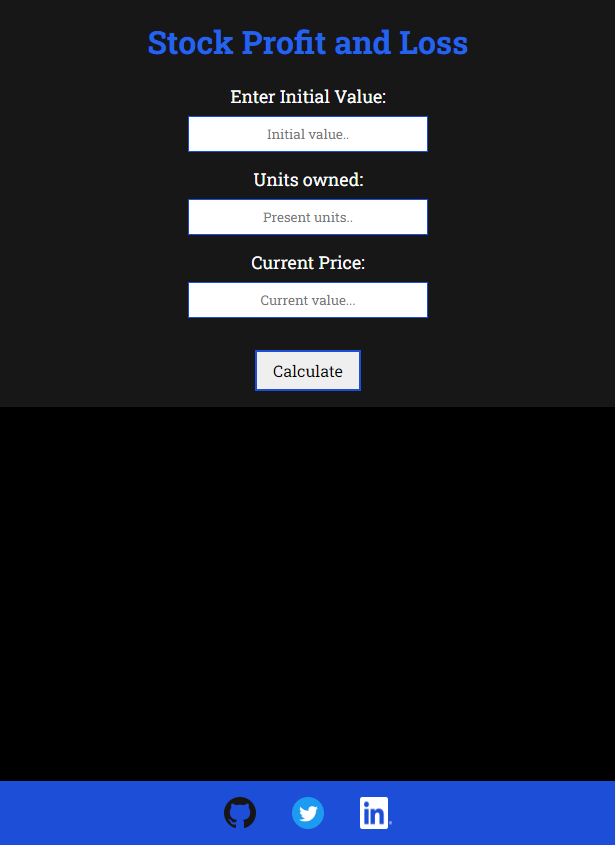 Stock Profit and Loss
Enter Initial Value:
Initial value..
Units owned:
Present units..
Current Price:
Current value...
Calculate
in